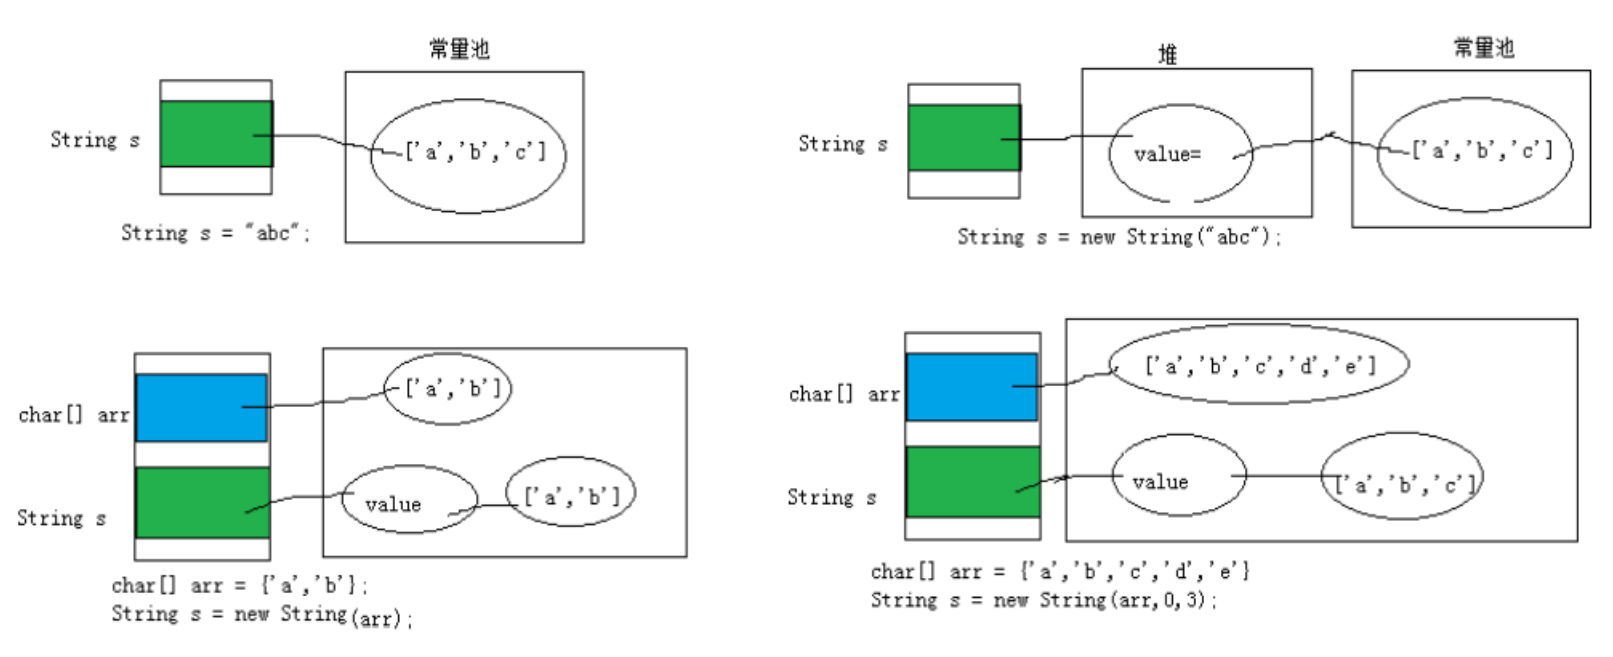 常量池
String s
['a','b','c']
String s = "abc";
堆
常量池
String s
value=
['a','b','c']
String s = new String("abc");
char[] arr
['a','b']
String s
value
['a','b']
char[] arr = {'a','b'};
String s = new String(arr);
char[] arr
['a','b','c','d','e']
String s
value
['a','b','c']
char[] arr = {'a','b','c','d','e'}
String s = new String(arr,0,3);